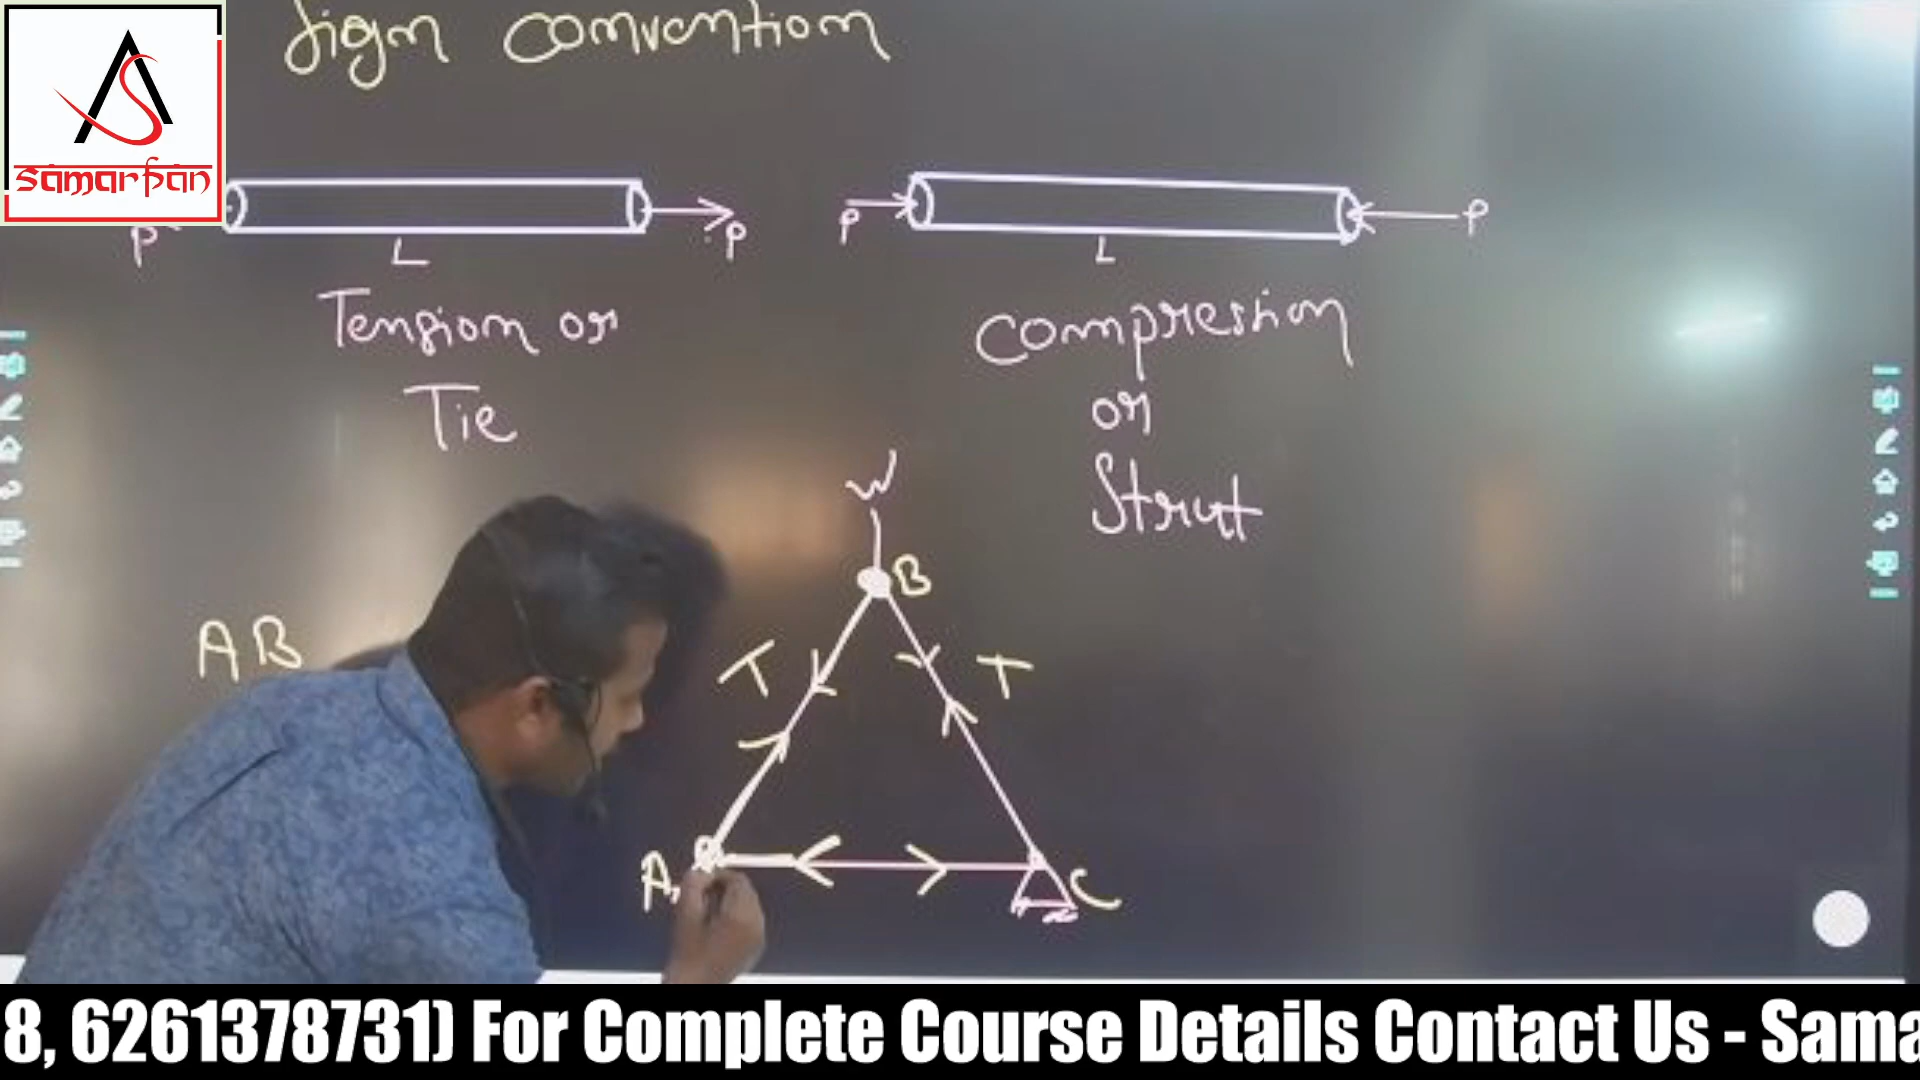 Sign convention
samarpan
P
L
P
Tension or
Tie
P
L
P
Compression
or
Strut
W
B
AB
T
T
A,
C
8, 6261378731) For Complete Course Details Contact Us - Sama